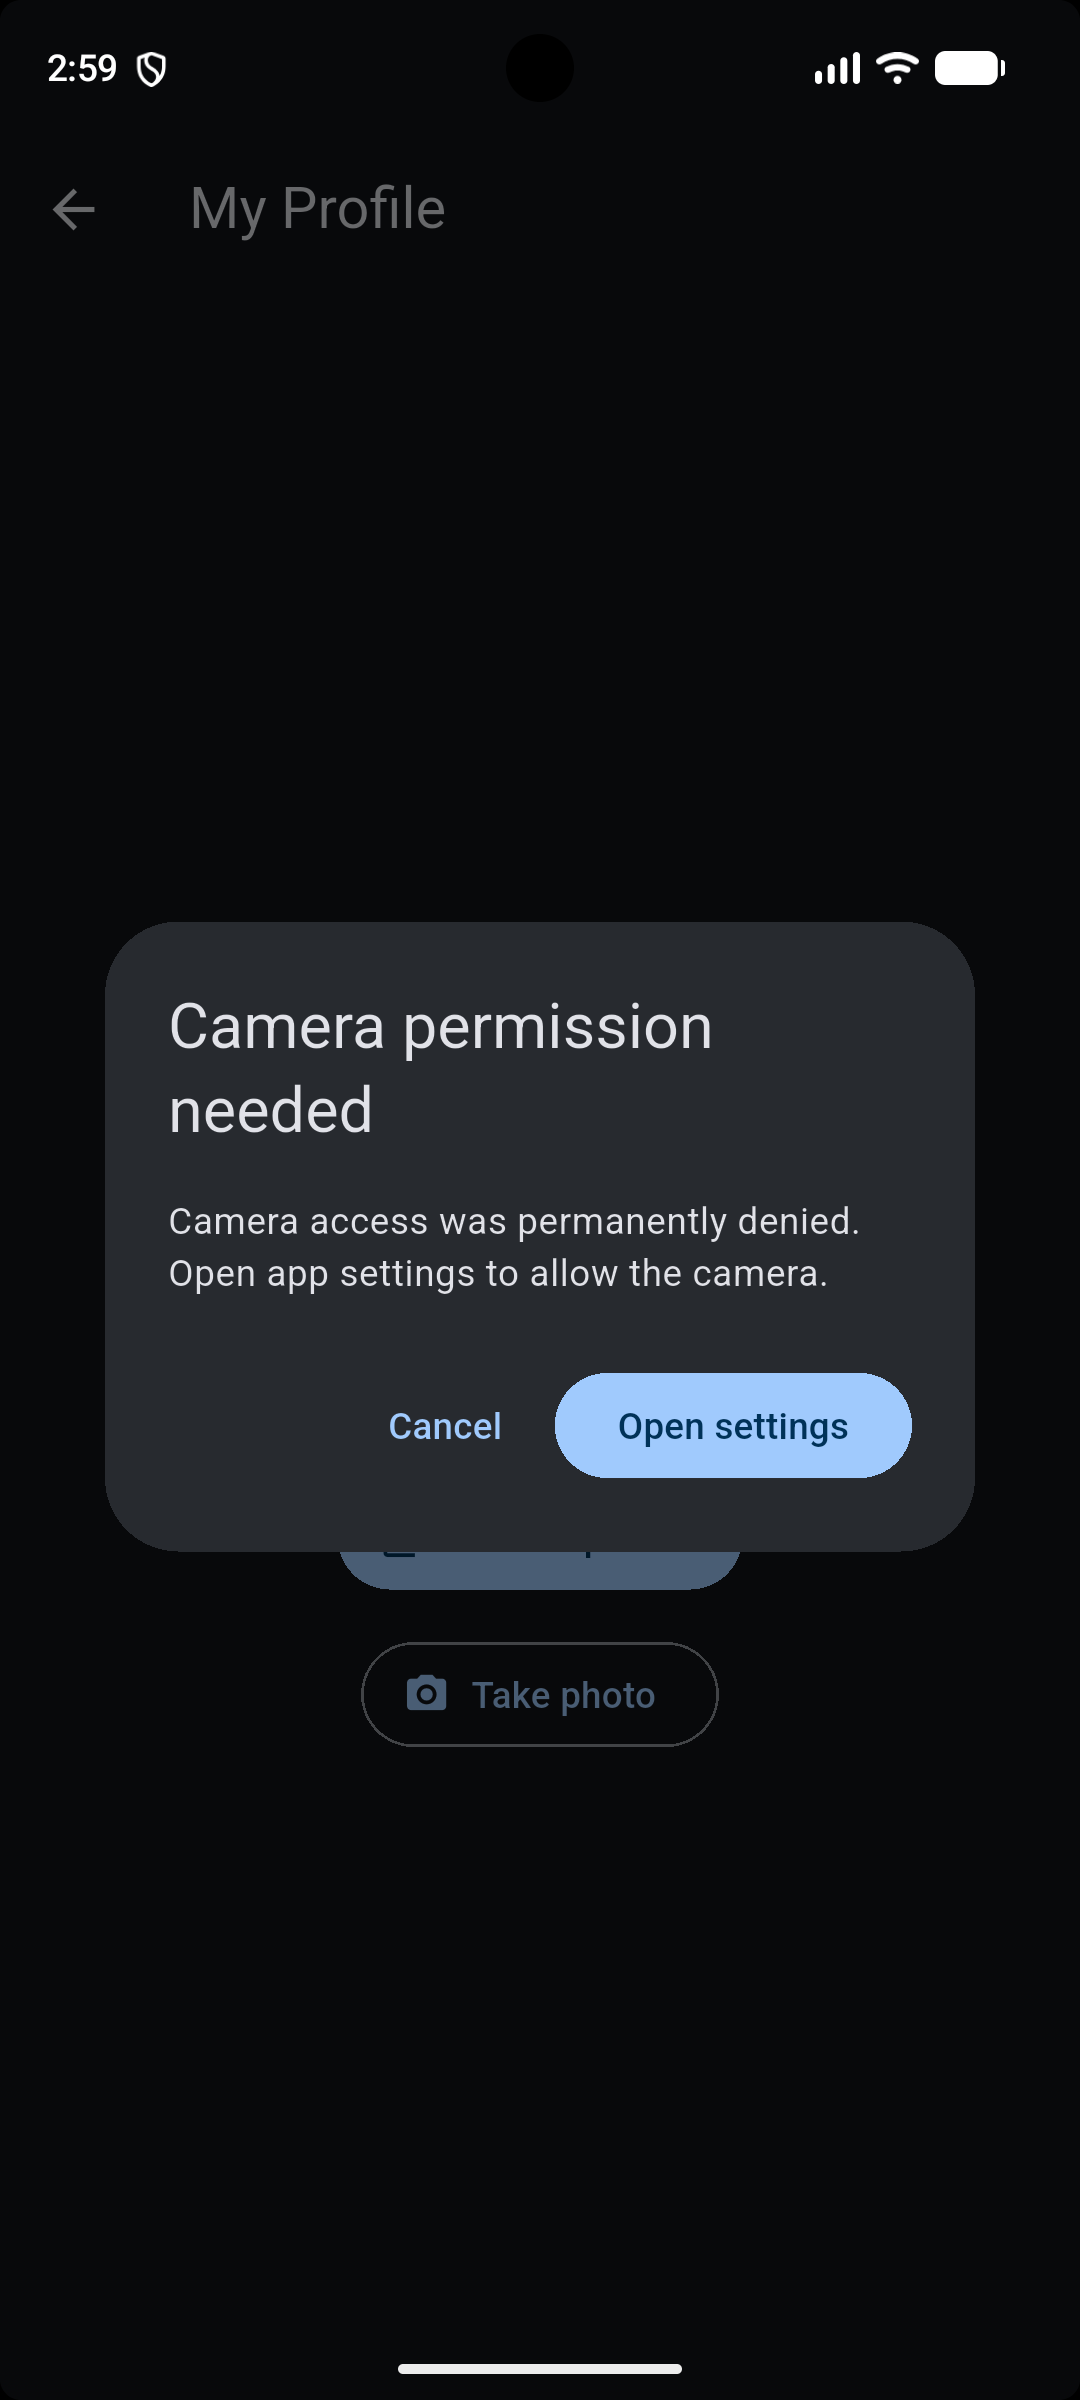 2:59
My Profile
Camera permission
needed
Camera access was permanently denied.
Open app settings to allow the camera.
Cancel
Open settings
Take photo